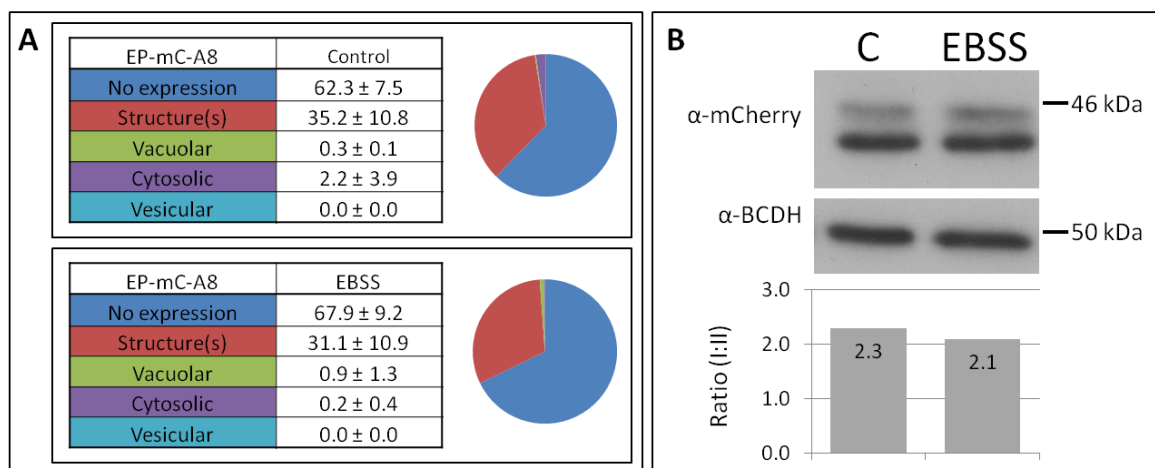 A
EP-mC-A8 Control
No expression 62.3 ± 7.5
Structure(s) 35.2 ± 10.8
Vacuolar 0.3 ± 0.1
Cytosolic 2.2 ± 3.9
Vesicular 0.0 ± 0.0
EP-mC-A8 EBSS
No expression 67.9 ± 9.2
Structure(s) 31.1 ± 10.9
Vacuolar 0.9 ± 1.3
Cytosolic 0.2 ± 0.4
Vesicular 0.0 ± 0.0
B
C EBSS
α-mCherry
46 kDa
α-BCDH
50 kDa
Ratio (I:II)
3.0
2.0
1.0
0.0
2.3
2.1